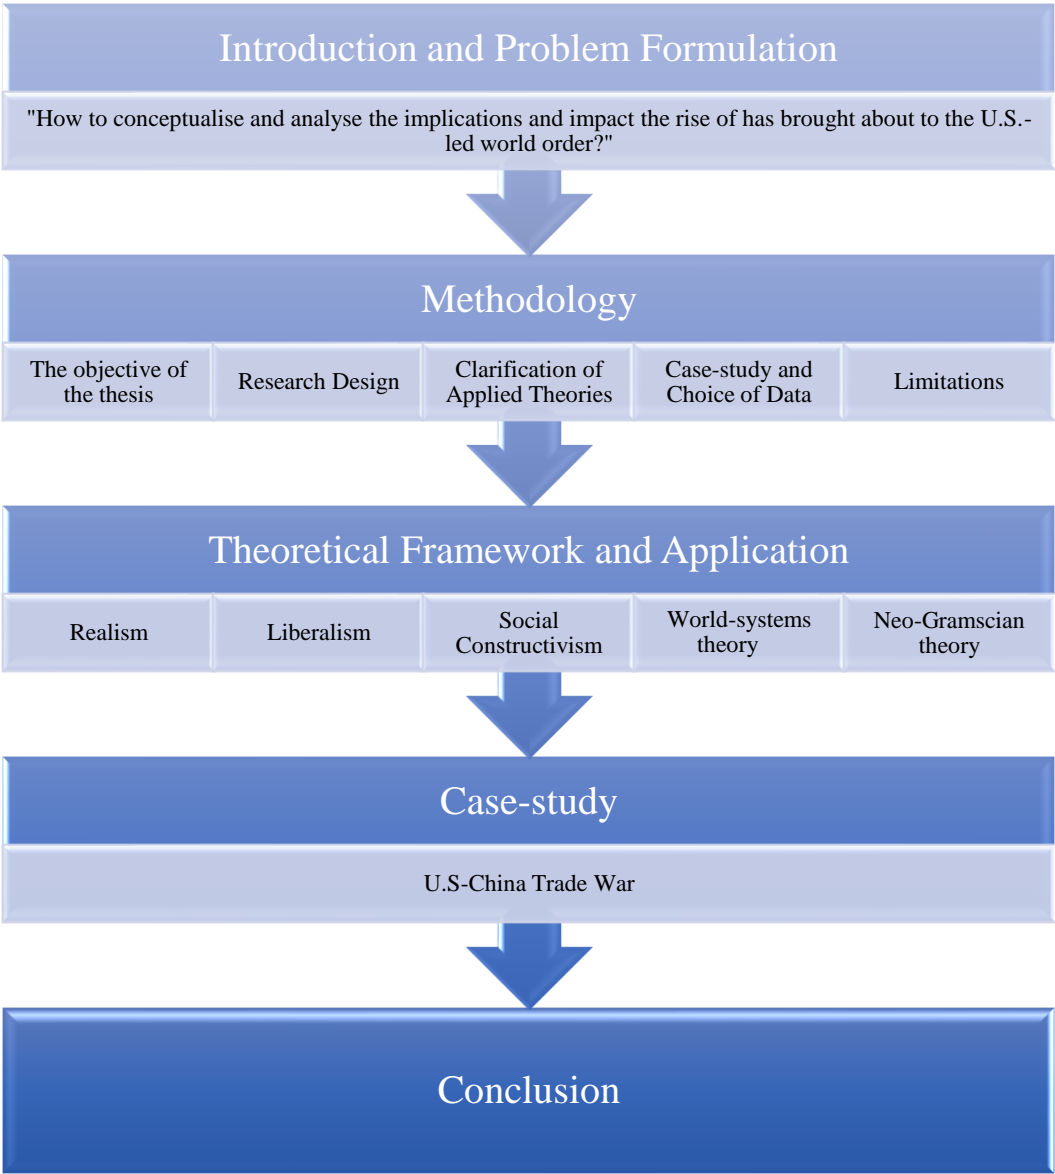 Introduction and Problem Formulation
"How to conceptualise and analyse the implications and impact the rise of has brought about to the U.S.-
led world order?"
Methodology
The objective of
the thesis
Research Design
Clarification of
Applied Theories
Case-study and
Choice of Data
Limitations
Theoretical Framework and Application
Realism
Liberalism
Social
Constructivism
World-systems
theory
Neo-Gramscian
theory
Case-study
U.S-China Trade War
Conclusion